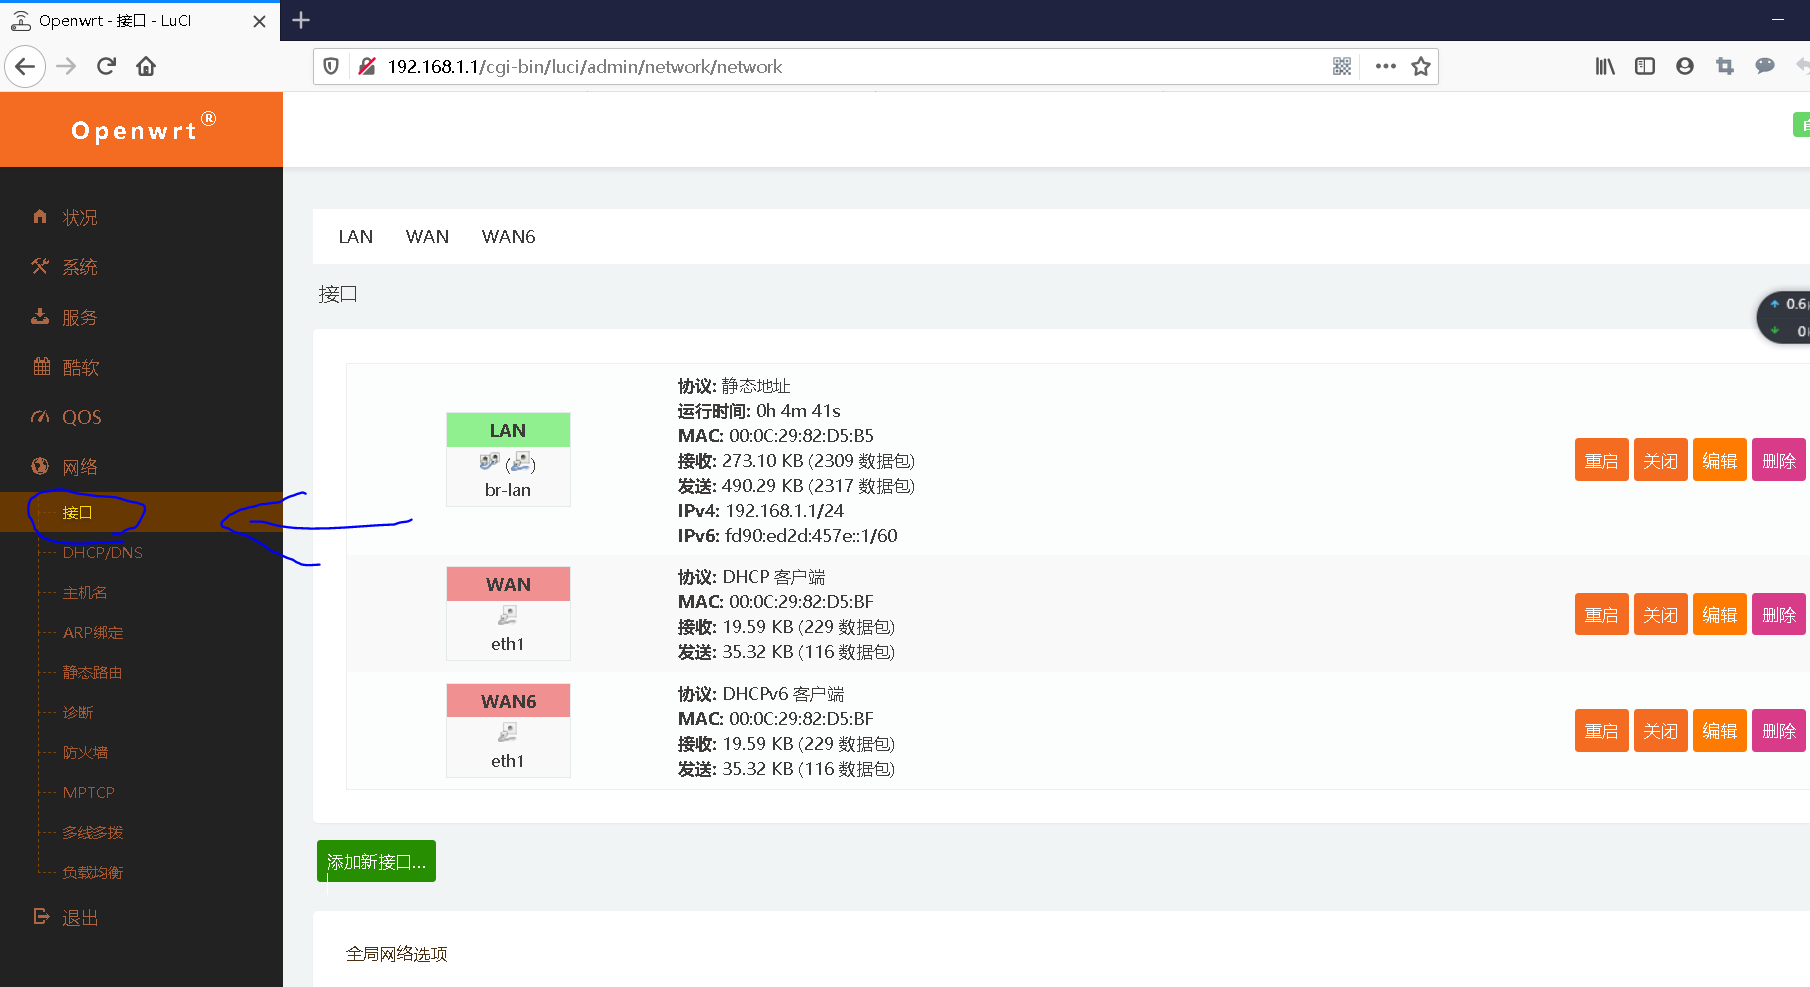 Openwrt - 接口 - LuCI
192.168.1.1/cgi-bin/luci/admin/network/network
Openwrt®
状况
系统
服务
酷软
QOS
网络
接口
DHCP/DNS
主机名
ARP绑定
静态路由
诊断
防火墙
MPTCP
多线多拨
负载均衡
退出
LAN WAN WAN6
接口
LAN
br-lan
协议: 静态地址
运行时间: 0h 4m 41s
MAC: 00:0C:29:82:D5:B5
接收: 273.10 KB (2309 数据包)
发送: 490.29 KB (2317 数据包)
IPv4: 192.168.1.1/24
IPv6: fd90:ed2d:457e::1/60
重启 关闭 编辑 删除
WAN
eth1
协议: DHCP 客户端
MAC: 00:0C:29:82:D5:BF
接收: 19.59 KB (229 数据包)
发送: 35.32 KB (116 数据包)
重启 关闭 编辑 删除
WAN6
eth1
协议: DHCPv6 客户端
MAC: 00:0C:29:82:D5:BF
接收: 19.59 KB (229 数据包)
发送: 35.32 KB (116 数据包)
重启 关闭 编辑 删除
0.6
0
添加新接口...
全局网络选项